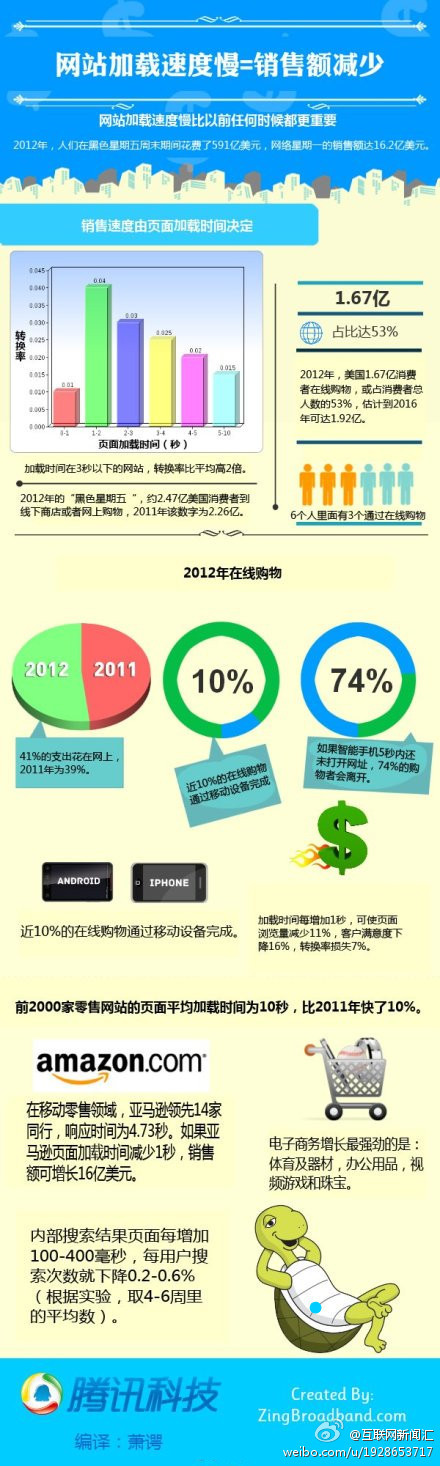 网站加载速度慢=销售额减少
网站加载速度慢比以前任何时候都更重要
2012年，人们在黑色星期五周末期间花费了591亿美元，网络星期一的销售额达16.2亿美元。
销售速度由页面加载时间决定
转换率
0.045
0.040
0.035
0.030
0.025
0.020
0.015
0.010
0.005
0.000
0.01
0.04
0.03
0.025
0.02
0.015
0-1
1-2
2-3
3-4
4-5
5-10
页面加载时间（秒）
加载时间在3秒以下的网站，转换率比平均高2倍。
2012年的“黑色星期五“，约2.47亿美国消费者到
线下商店或者网上购物，2011年该数字为2.26亿。
1.67亿
占比达53%
2012年，美国1.67亿消费
者在线购物，或占消费者总
人数的53%，估计到2016
年可达1.92亿。
6个人里面有3个通过在线购物
2012年在线购物
2012
2011
10%
74%
41%的支出花在网上，
2011年为39%。
近10%的在线购物
通过移动设备完成
如果智能手机5秒内还
未打开网址，74%的购
物者会离开。
ANDROID
IPHONE
近10%的在线购物通过移动设备完成。
加载时间每增加1秒，可使页面
浏览量减少11%，客户满意度下
降16%，转换率损失7%。
前2000家零售网站的页面平均加载时间为10秒，比2011年快了10%。
amazon.com
在移动零售领域，亚马逊领先14家
同行，响应时间为4.73秒。如果亚
马逊页面加载时间减少1秒，销售
额可增长16亿美元。
电子商务增长最强劲的是：
体育及器材，办公用品，视
频游戏和珠宝。
内部搜索结果页面每增加
100-400毫秒，每用户搜
索次数就下降0.2-0.6%
（根据实验，取4-6周里
的平均数）。
腾讯科技
编译：萧谔
Created By:
ZingBroadband.com
@互联网新闻汇
weibo.com/u/1928653717